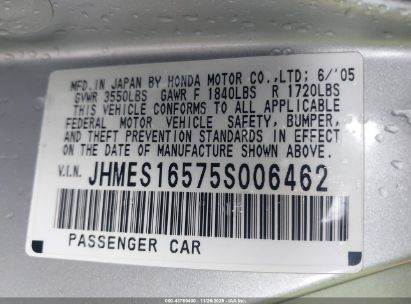 MFD.IN JAPAN BY HONDA MOTOR CO.,LTD; 6/'05
GVWR 3550LBS GAWR F 1840LBS R 1720LBS
THIS VEHICLE CONFORMS TO ALL APPLICABLE
FEDERAL MOTOR VEHICLE SAFETY, BUMPER,
AND THEFT PREVENTION STANDARDS IN EFFECT
ON THE DATE OF MANUFACTURE SHOWN ABOVE.
V.I.N. JHMES16575S006462
PASSENGER CAR